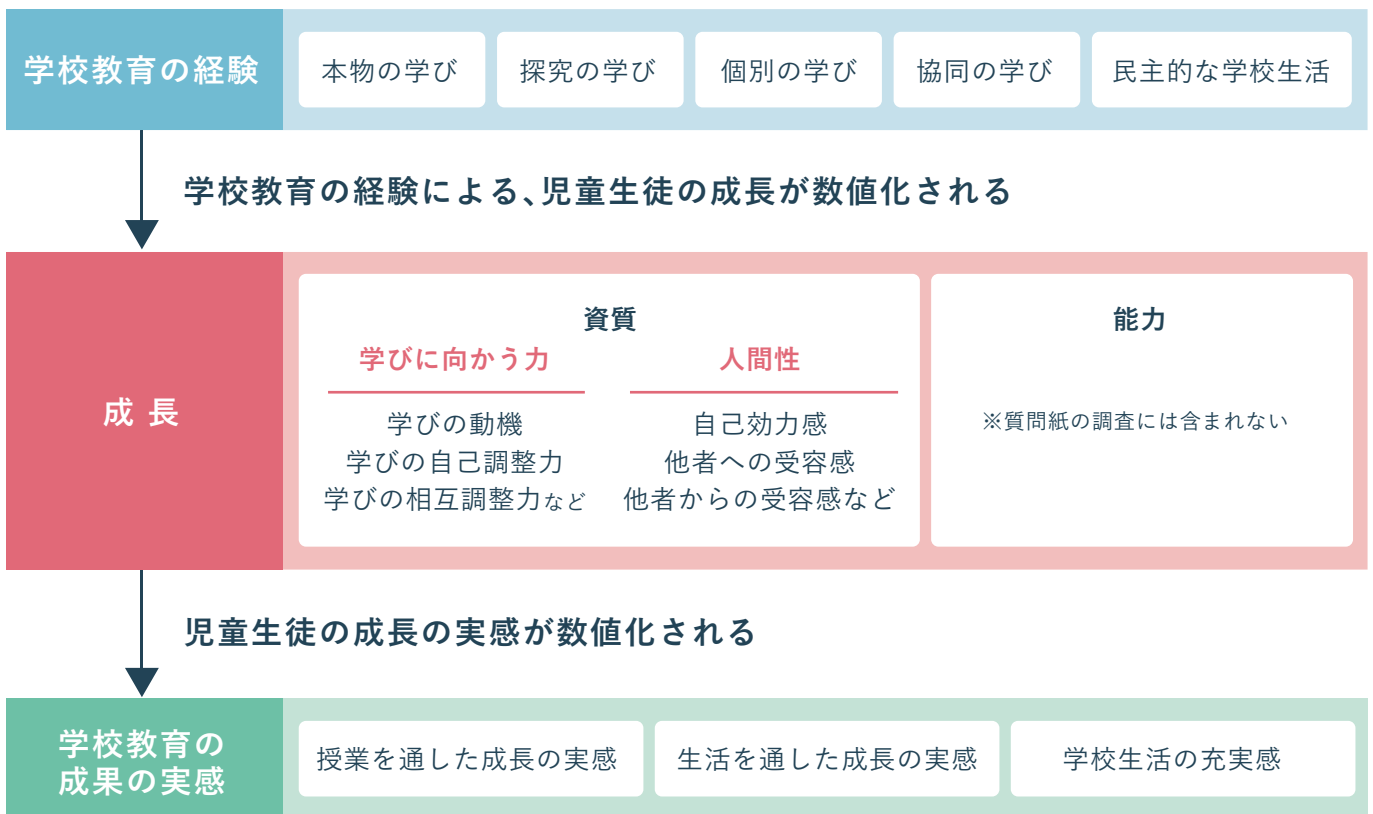 学校教育の経験
本物の学び
探究の学び
個別の学び
協同の学び
民主的な学校生活
学校教育の経験による、児童生徒の成長が数値化される
成長
資質
学びに向かう力
学びの動機
学びの自己調整力
学びの相互調整力など
人間性
自己効力感
他者への受容感
他者からの受容感など
能力
※質問紙の調査には含まれない
児童生徒の成長の実感が数値化される
学校教育の
成果の実感
授業を通した成長の実感
生活を通した成長の実感
学校生活の充実感